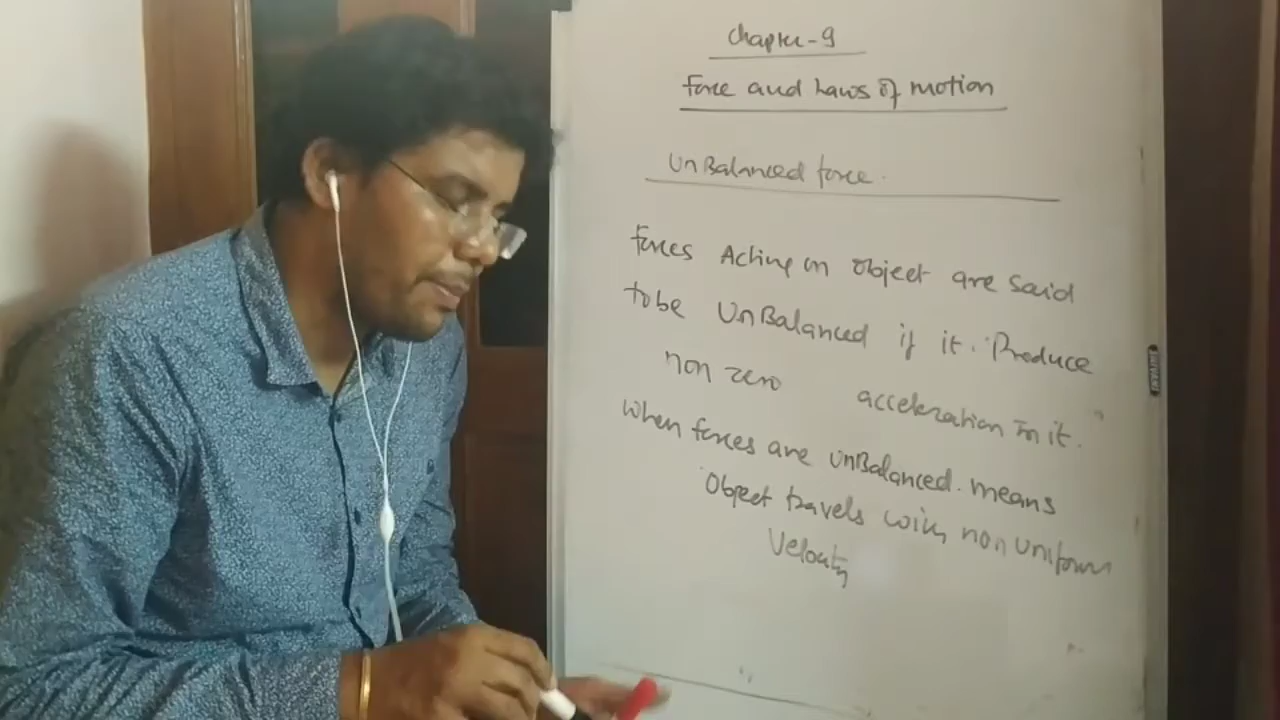 Chapter-9
Force and Laws of motion
UnBalanced force.
Forces Acting on object are said
to be UnBalanced if it. Produce
non zero acceleration in it."
When forces are UnBalanced. means
Object travels with non uniform
Velocity